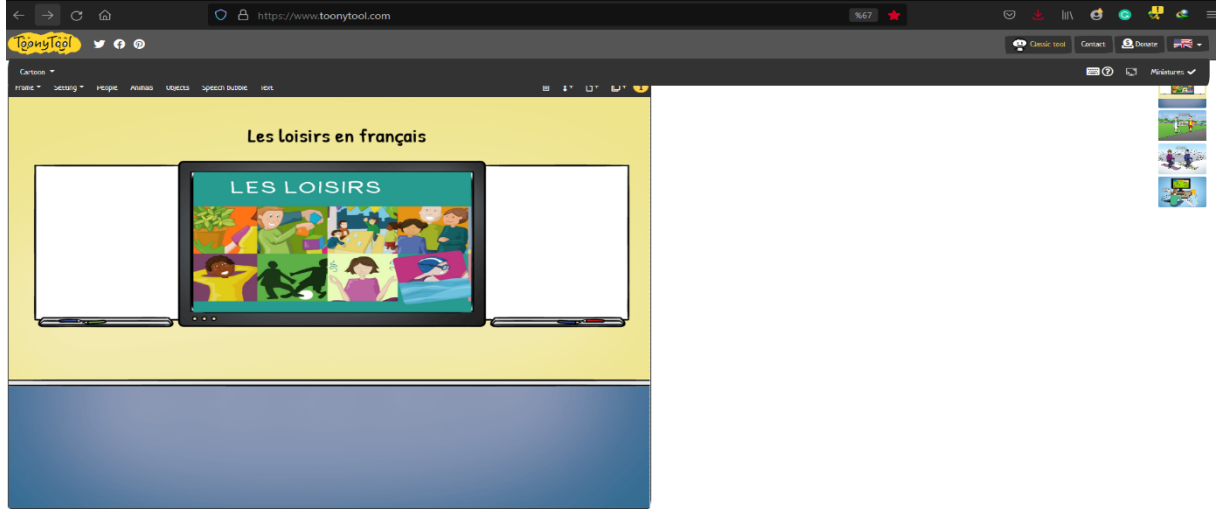 https://www.toonytool.com
%67
ToonyTool
Classic tool
Contact
Donate
Cartoon
Miniatures
Frame Setting People Animals Objects Speech Bubble Text
1
Les loisirs en français
LES LOISIRS